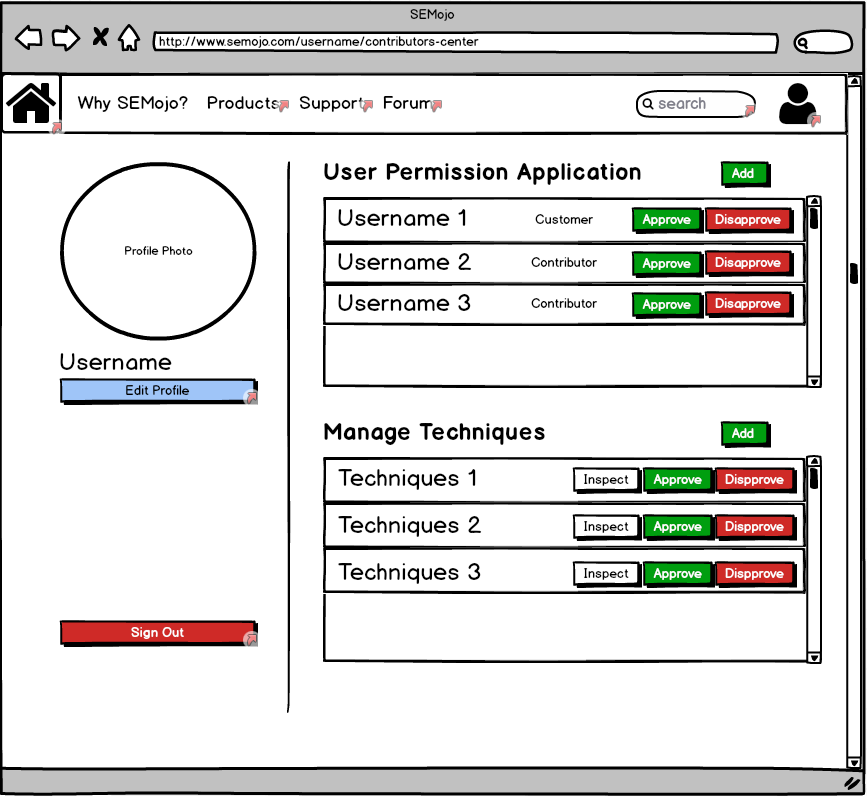 SEMojo
http://www.semojo.com/username/contributors-center
Why SEMojo? Products Support Forum search
Profile Photo
Username
Edit Profile
Sign Out
User Permission Application Add
Username 1 Customer Approve Disapprove
Username 2 Contributor Approve Disapprove
Username 3 Contributor Approve Disapprove
Manage Techniques Add
Techniques 1 Inspect Approve Dispprove
Techniques 2 Inspect Approve Dispprove
Techniques 3 Inspect Approve Dispprove